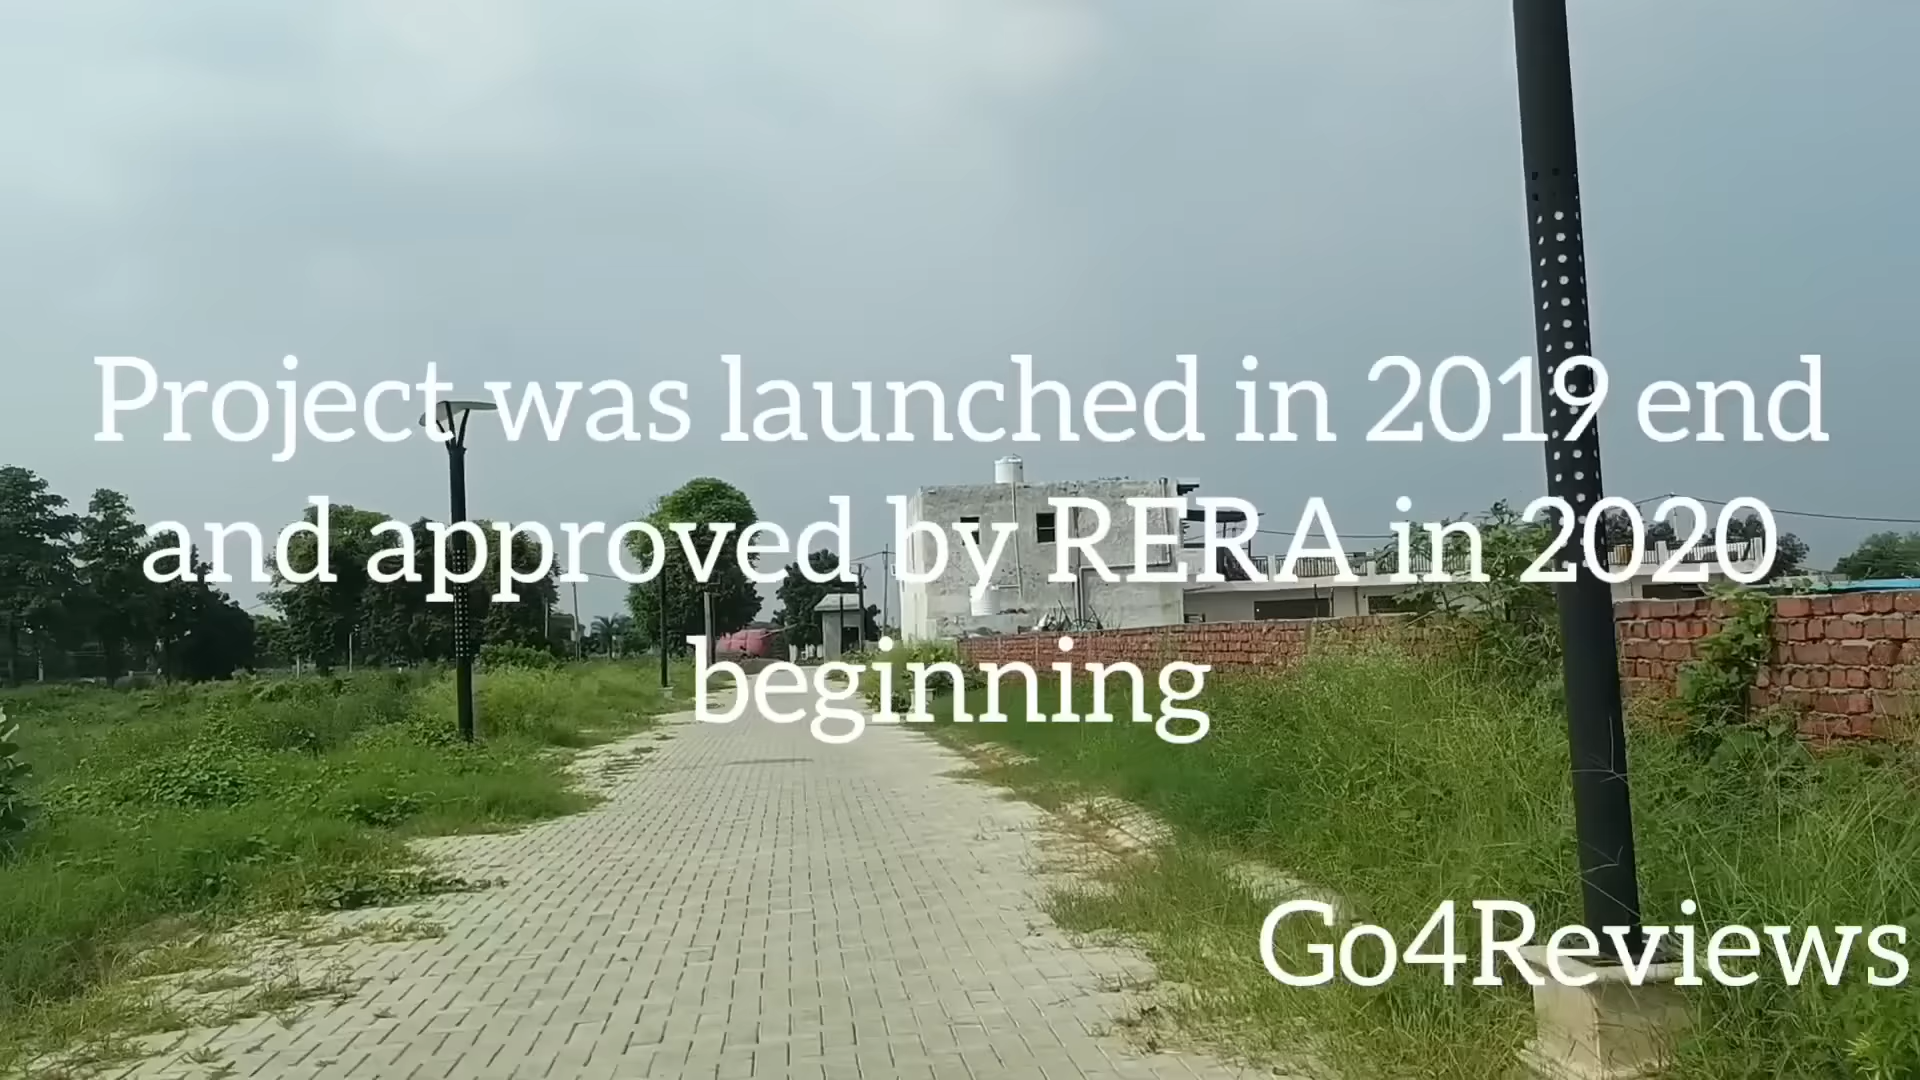 Project was launched in 2019 end
and approved by RERA in 2020
beginning
Go4Reviews